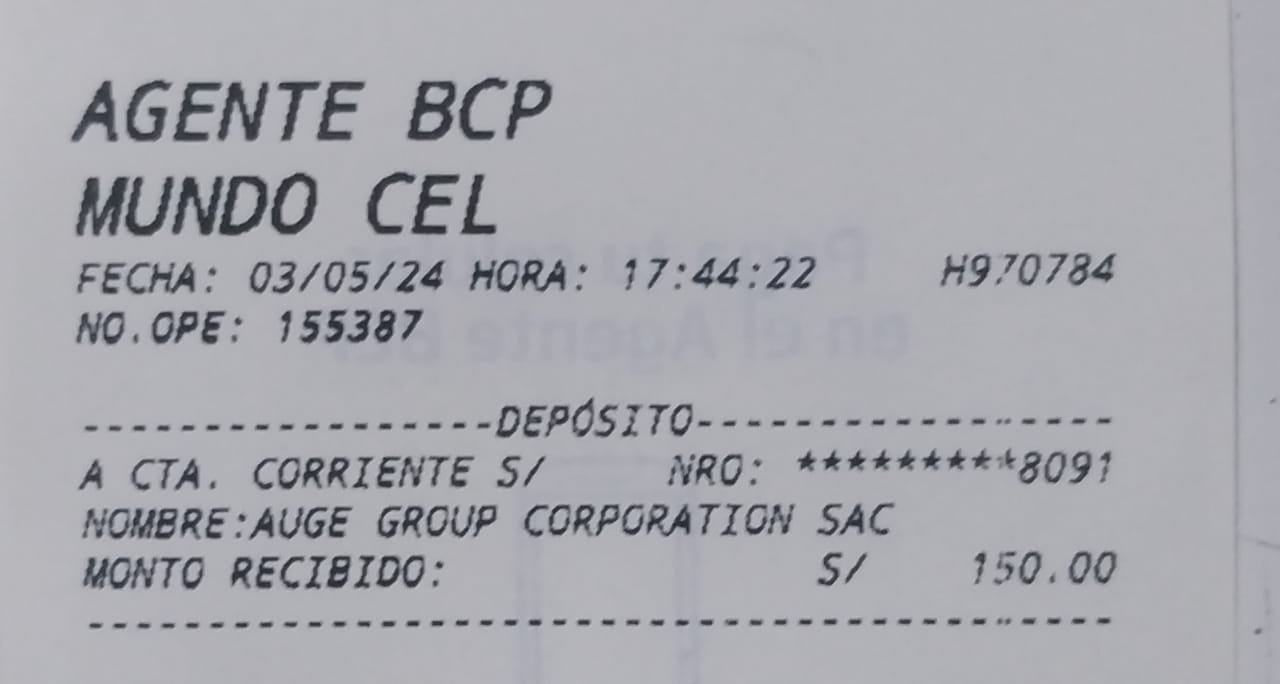 AGENTE BCP
MUNDO CEL
FECHA: 03/05/24 HORA: 17:44:22 H970784
NO.OPE: 155387
-----------------DEPÓSITO-----------------
A CTA. CORRIENTE S/ NRO: *********8091
NOMBRE:AUGE GROUP CORPORATION SAC
MONTO RECIBIDO: S/ 150.00
------------------------------------------